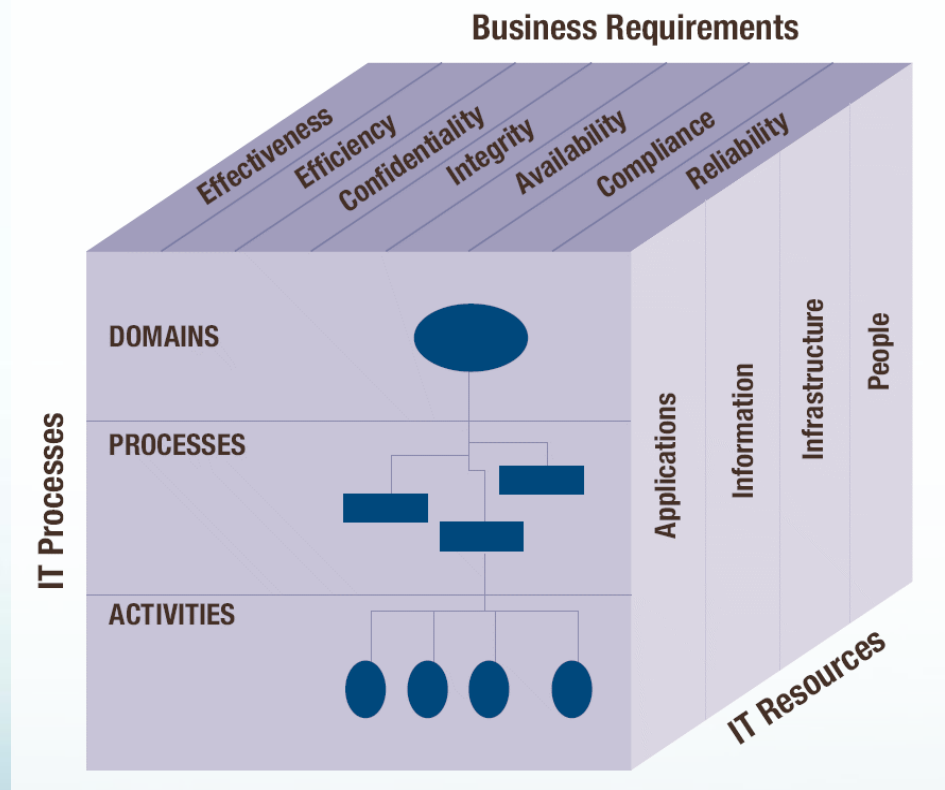 Business Requirements
Effectiveness
Efficiency
Confidentiality
Integrity
Availability
Compliance
Reliability
IT Processes
DOMAINS
PROCESSES
ACTIVITIES
Applications
Information
Infrastructure
People
IT Resources